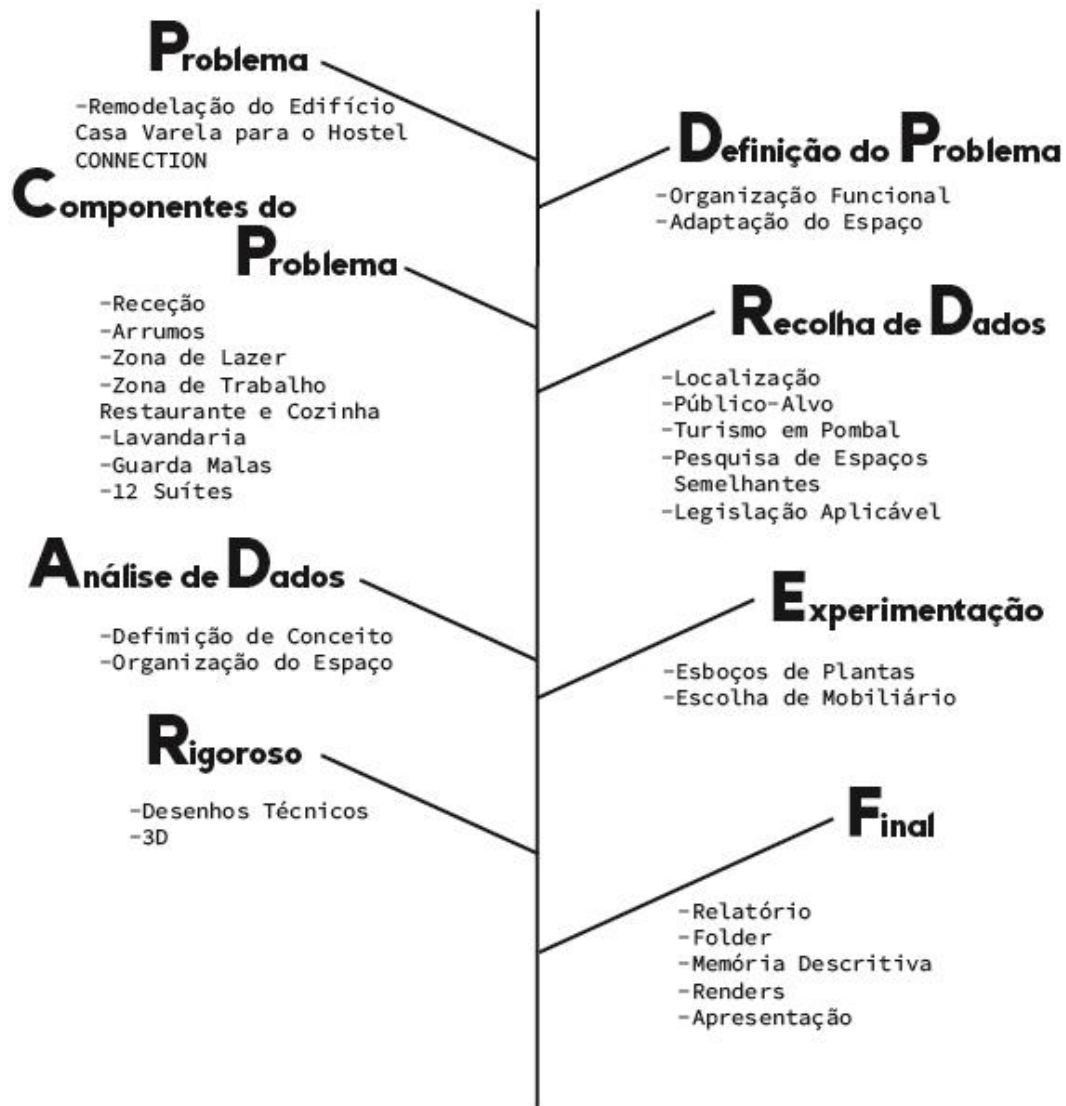 Problema
-Remodelação do Edifício
Casa Varela para o Hostel
CONNECTION
Definição do Problema
-Organização Funcional
-Adaptação do Espaço
Componentes do
Problema
-Receção
-Arrumos
-Zona de Lazer
-Zona de Trabalho
Restaurante e Cozinha
-Lavandaria
-Guarda Malas
-12 Suítes
Recolha de Dados
-Localização
-Público-Alvo
-Turismo em Pombal
-Pesquisa de Espaços
Semelhantes
-Legislação Aplicável
Análise de Dados
-Defimição de Conceito
-Organização do Espaço
Experimentação
-Esboços de Plantas
-Escolha de Mobiliário
Rigoroso
-Desenhos Técnicos
-3D
Final
-Relatório
-Folder
-Memória Descritiva
-Renders
-Apresentação